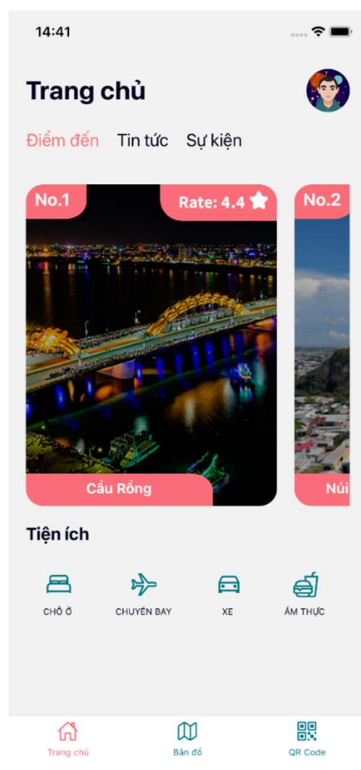 14:41
Trang chủ
Điểm đến Tin tức Sự kiện
No.1 Rate: 4.4 No.2
Cầu Rồng Núi
Tiện ích
CHỖ Ở CHUYẾN BAY XE ẨM THỰC
Trang chủ Bản đồ QR Code